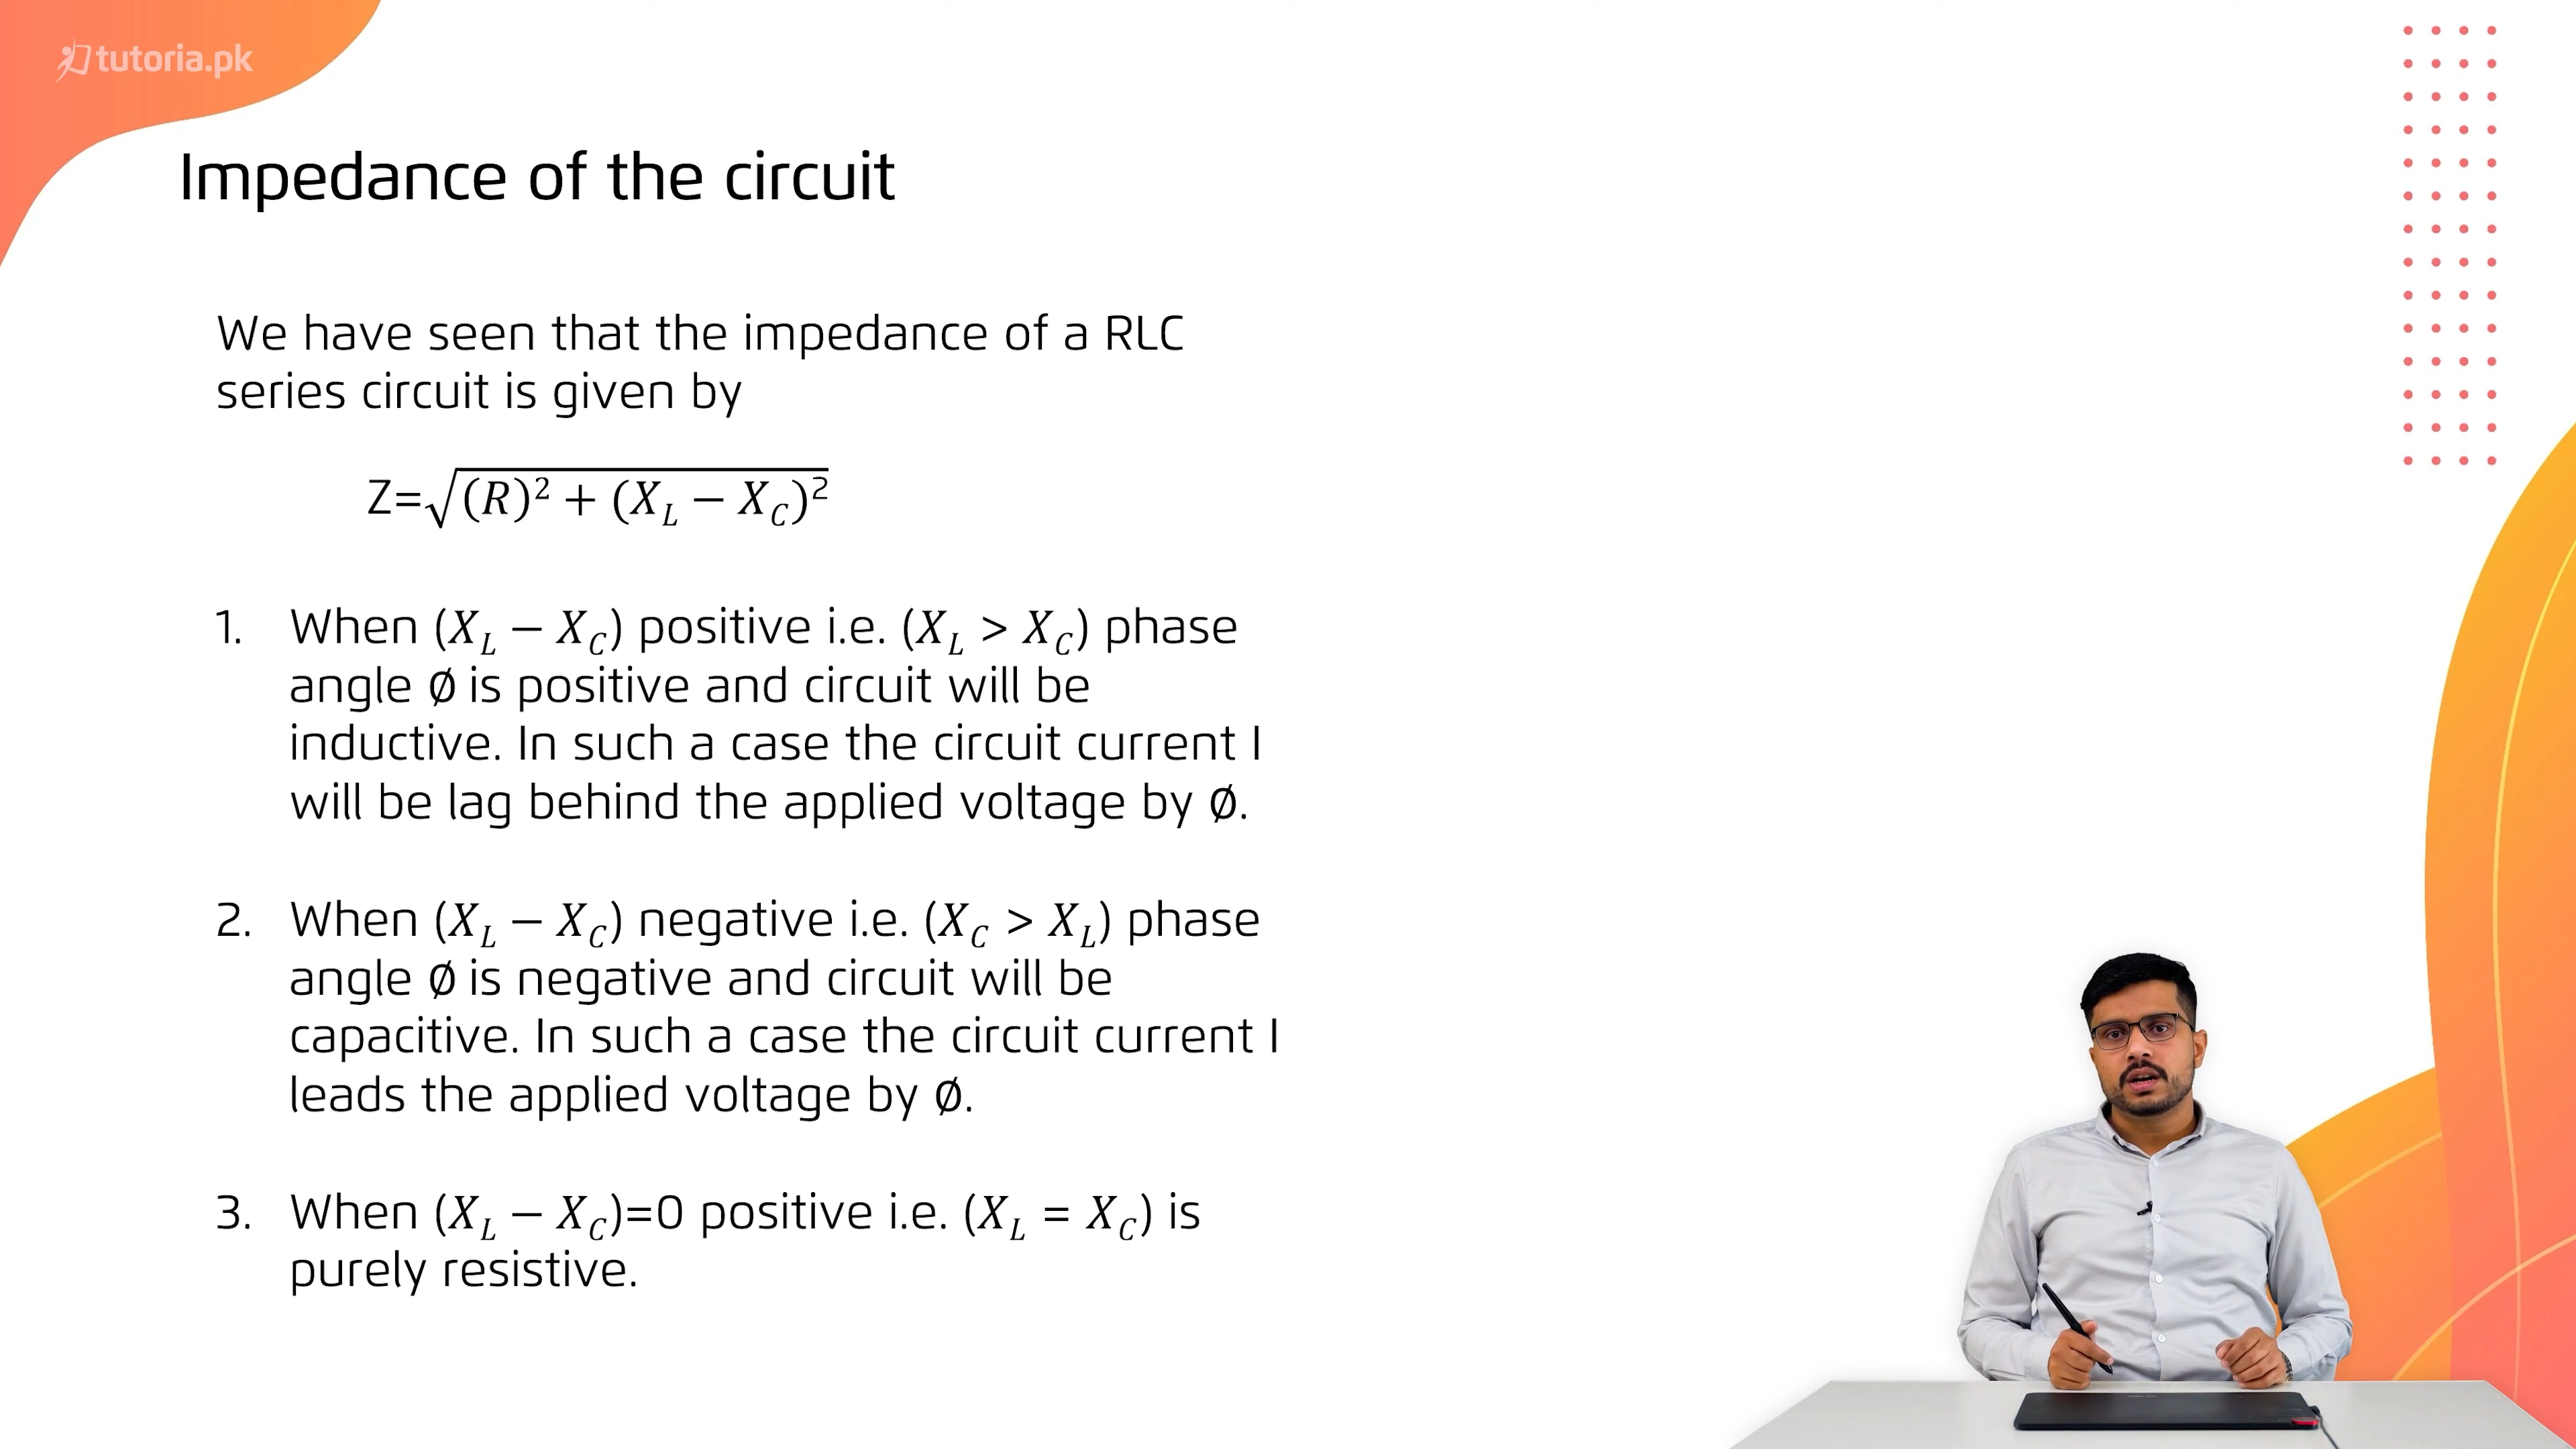 tutoria.pk
Impedance of the circuit
We have seen that the impedance of a RLC
series circuit is given by
Z=√(R)² + (X_L − X_C)²
1. When (X_L − X_C) positive i.e. (X_L > X_C) phase
angle ∅ is positive and circuit will be
inductive. In such a case the circuit current I
will be lag behind the applied voltage by ∅.
2. When (X_L − X_C) negative i.e. (X_C > X_L) phase
angle ∅ is negative and circuit will be
capacitive. In such a case the circuit current I
leads the applied voltage by ∅.
3. When (X_L − X_C)=0 positive i.e. (X_L = X_C) is
purely resistive.